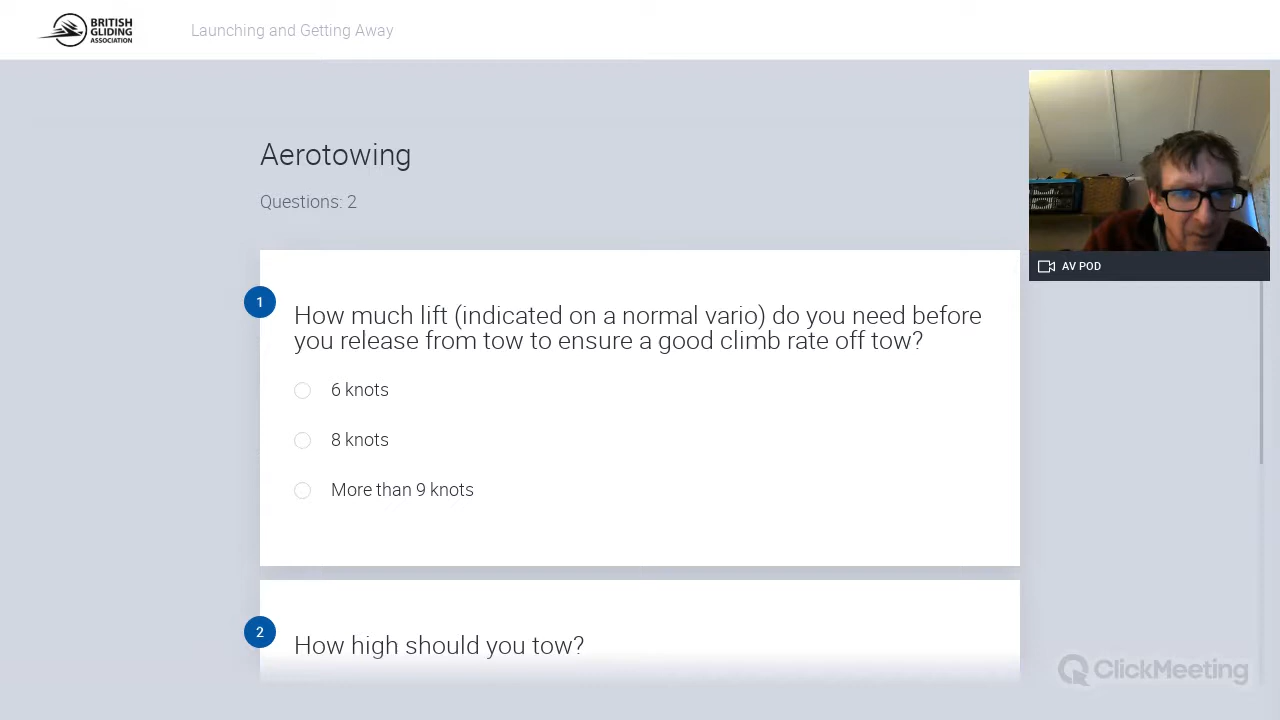 BRITISH
GLIDING
ASSOCIATION
Launching and Getting Away
Aerotowing
Questions: 2
AV POD
1
How much lift (indicated on a normal vario) do you need before
you release from tow to ensure a good climb rate off tow?
6 knots
8 knots
More than 9 knots
2
How high should you tow?
ClickMeeting